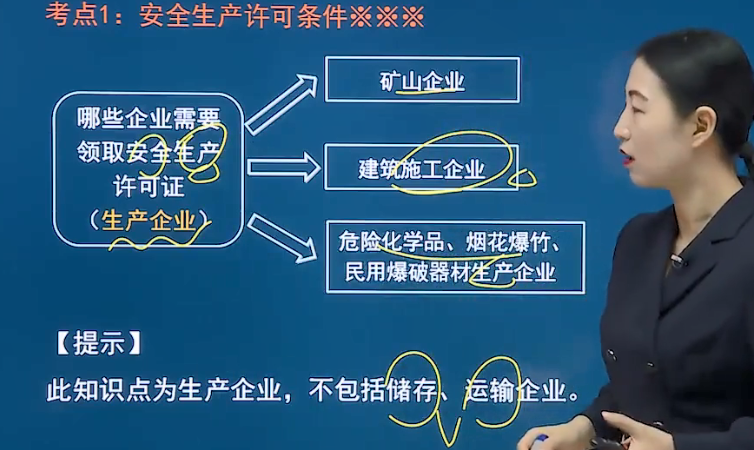 考点1：安全生产许可条件※※※
哪些企业需要
领取安全生产
许可证
（生产企业）
矿山企业
建筑施工企业
危险化学品、烟花爆竹、
民用爆破器材生产企业
【提示】
此知识点为生产企业，不包括储存、运输企业。